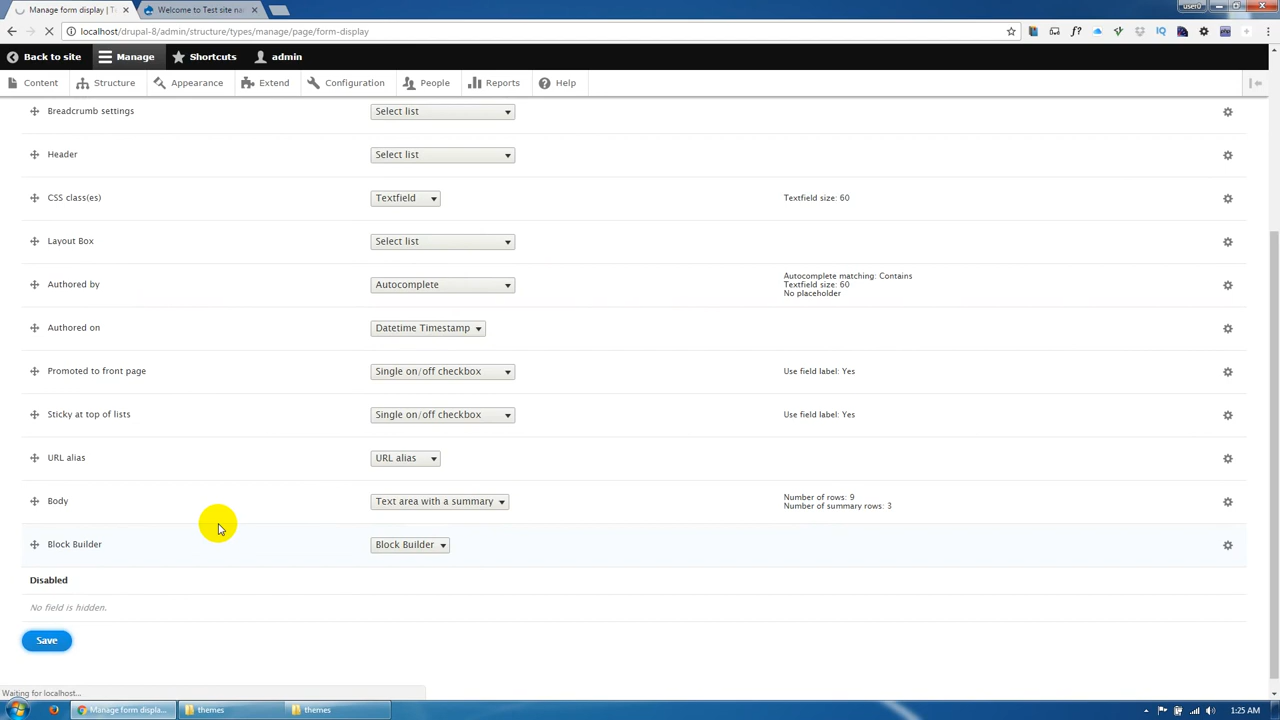 Manage form display | T
Welcome to Test site na
user0
localhost/drupal-8/admin/structure/types/manage/page/form-display
Back to site
Manage
Shortcuts
admin
Content
Structure
Appearance
Extend
Configuration
People
Reports
Help
Breadcrumb settings
Select list
Header
Select list
CSS class(es)
Textfield
Textfield size: 60
Layout Box
Select list
Authored by
Autocomplete
Autocomplete matching: Contains
Textfield size: 60
No placeholder
Authored on
Datetime Timestamp
Promoted to front page
Single on/off checkbox
Use field label: Yes
Sticky at top of lists
Single on/off checkbox
Use field label: Yes
URL alias
URL alias
Body
Text area with a summary
Number of rows: 9
Number of summary rows: 3
Block Builder
Block Builder
Disabled
No field is hidden.
Save
Waiting for localhost...
Manage form displa...
themes
themes
1:25 AM